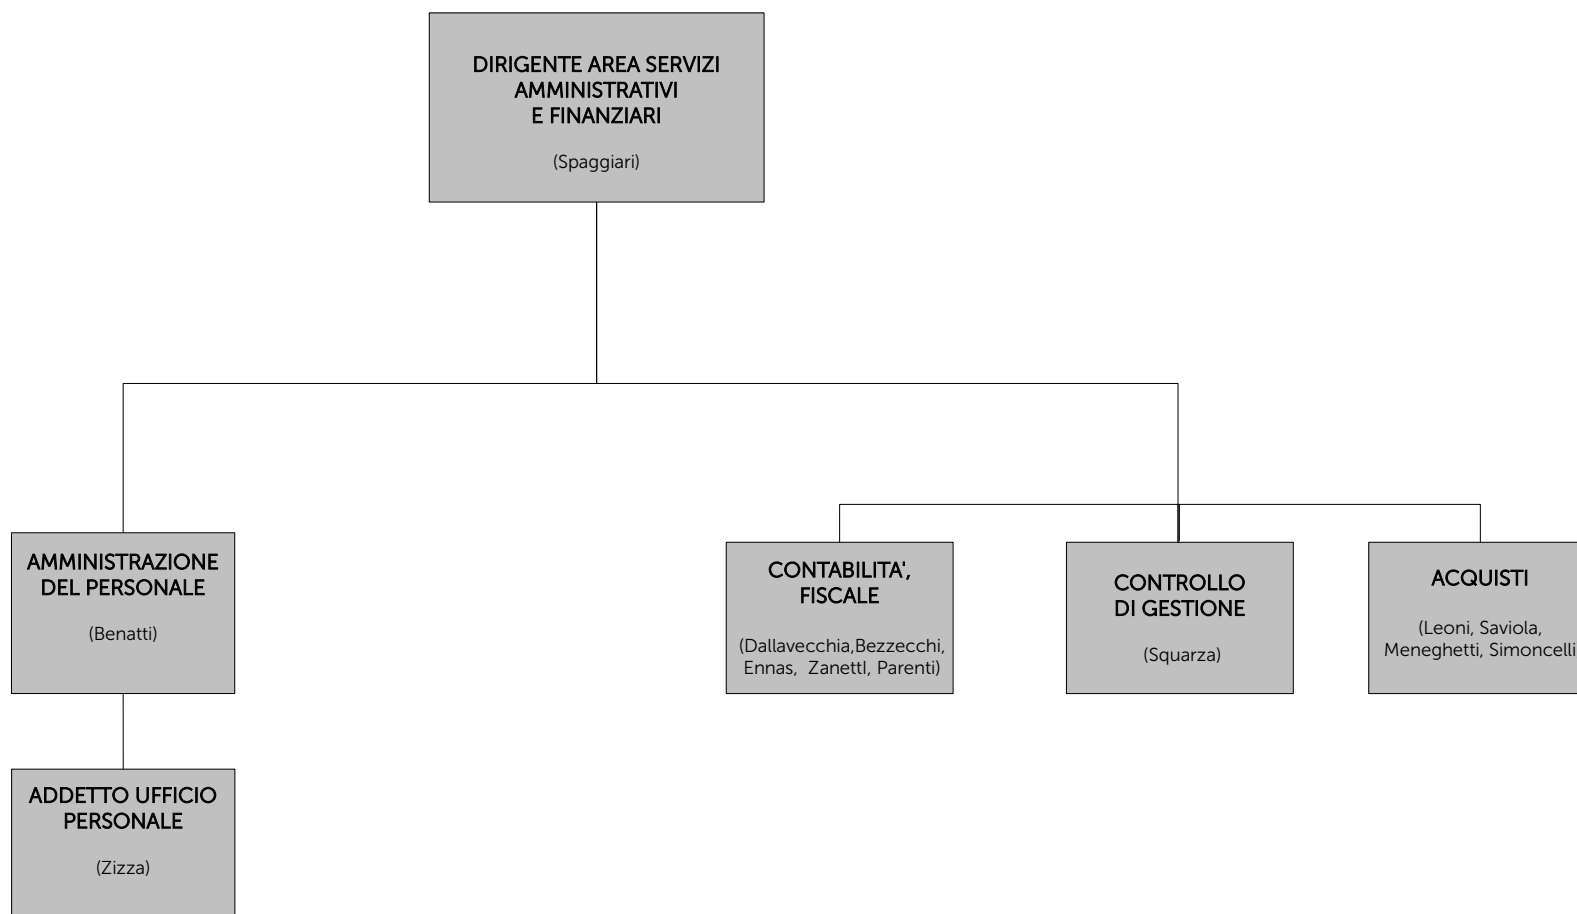 DIRIGENTE AREA SERVIZI
AMMINISTRATIVI
E FINANZIARI
(Spaggiari)
AMMINISTRAZIONE
DEL PERSONALE
(Benatti)
ADDETTO UFFICIO
PERSONALE
(Zizza)
CONTABILITA',
FISCALE
(Dallavecchia,Bezzecchi,
Ennas, ZanettI, Parenti)
CONTROLLO
DI GESTIONE
(Squarza)
ACQUISTI
(Leoni, Saviola,
Meneghetti, Simoncelli)